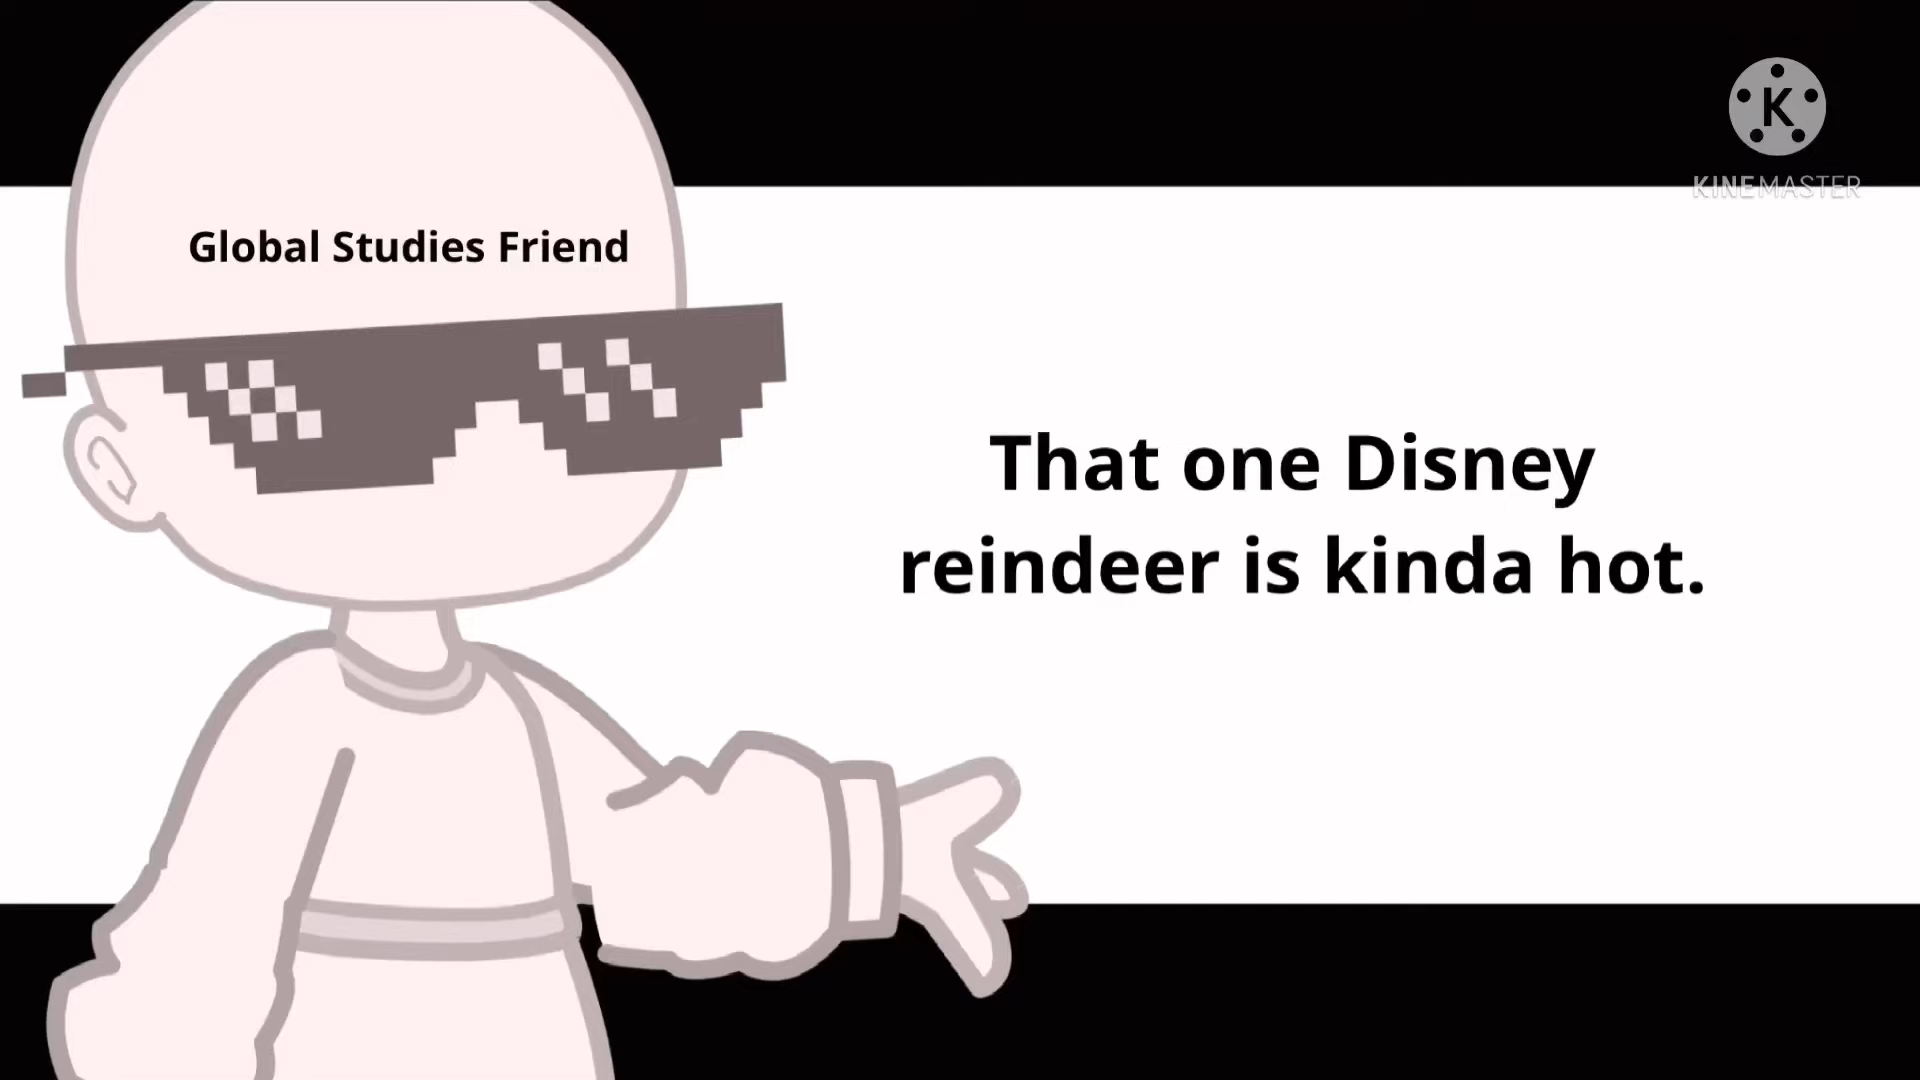 K
KINEMASTER
Global Studies Friend
That one Disney
reindeer is kinda hot.